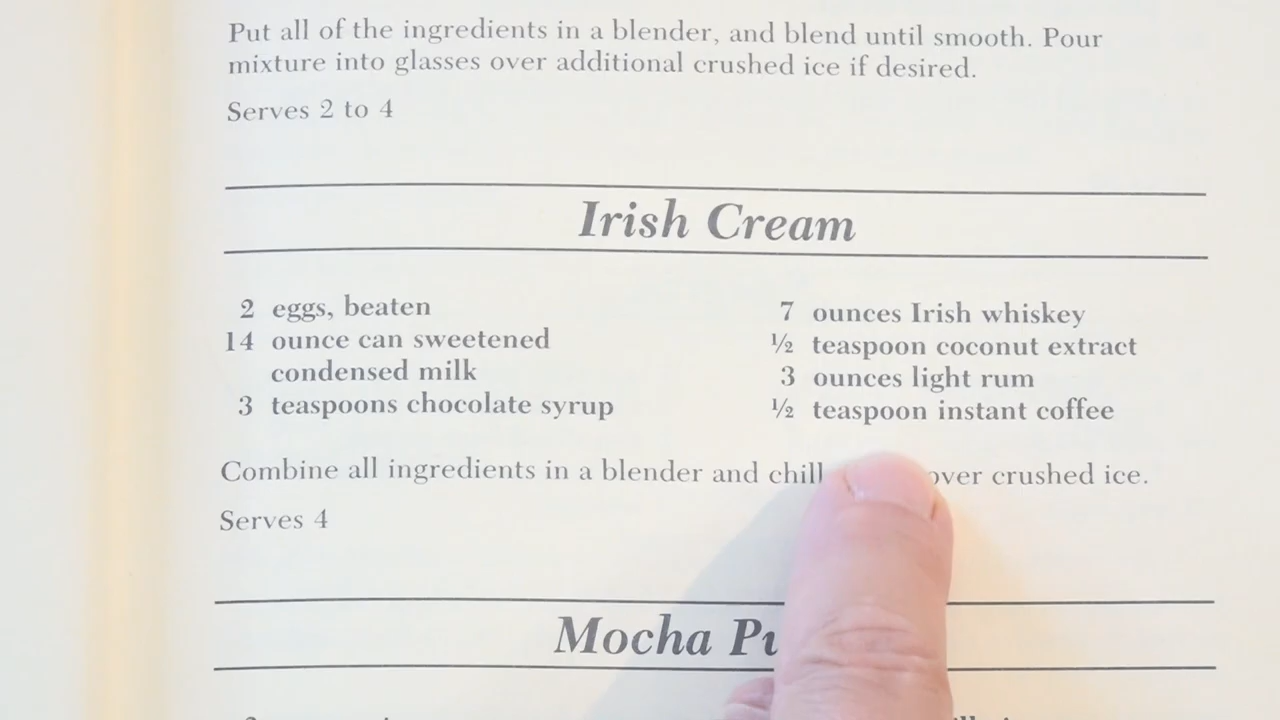 Put all of the ingredients in a blender, and blend until smooth. Pour
mixture into glasses over additional crushed ice if desired.
Serves 2 to 4
Irish Cream
2 eggs, beaten
14 ounce can sweetened
condensed milk
3 teaspoons chocolate syrup
7 ounces Irish whiskey
½ teaspoon coconut extract
3 ounces light rum
½ teaspoon instant coffee
Combine all ingredients in a blender and chill over crushed ice.
Serves 4
Mocha